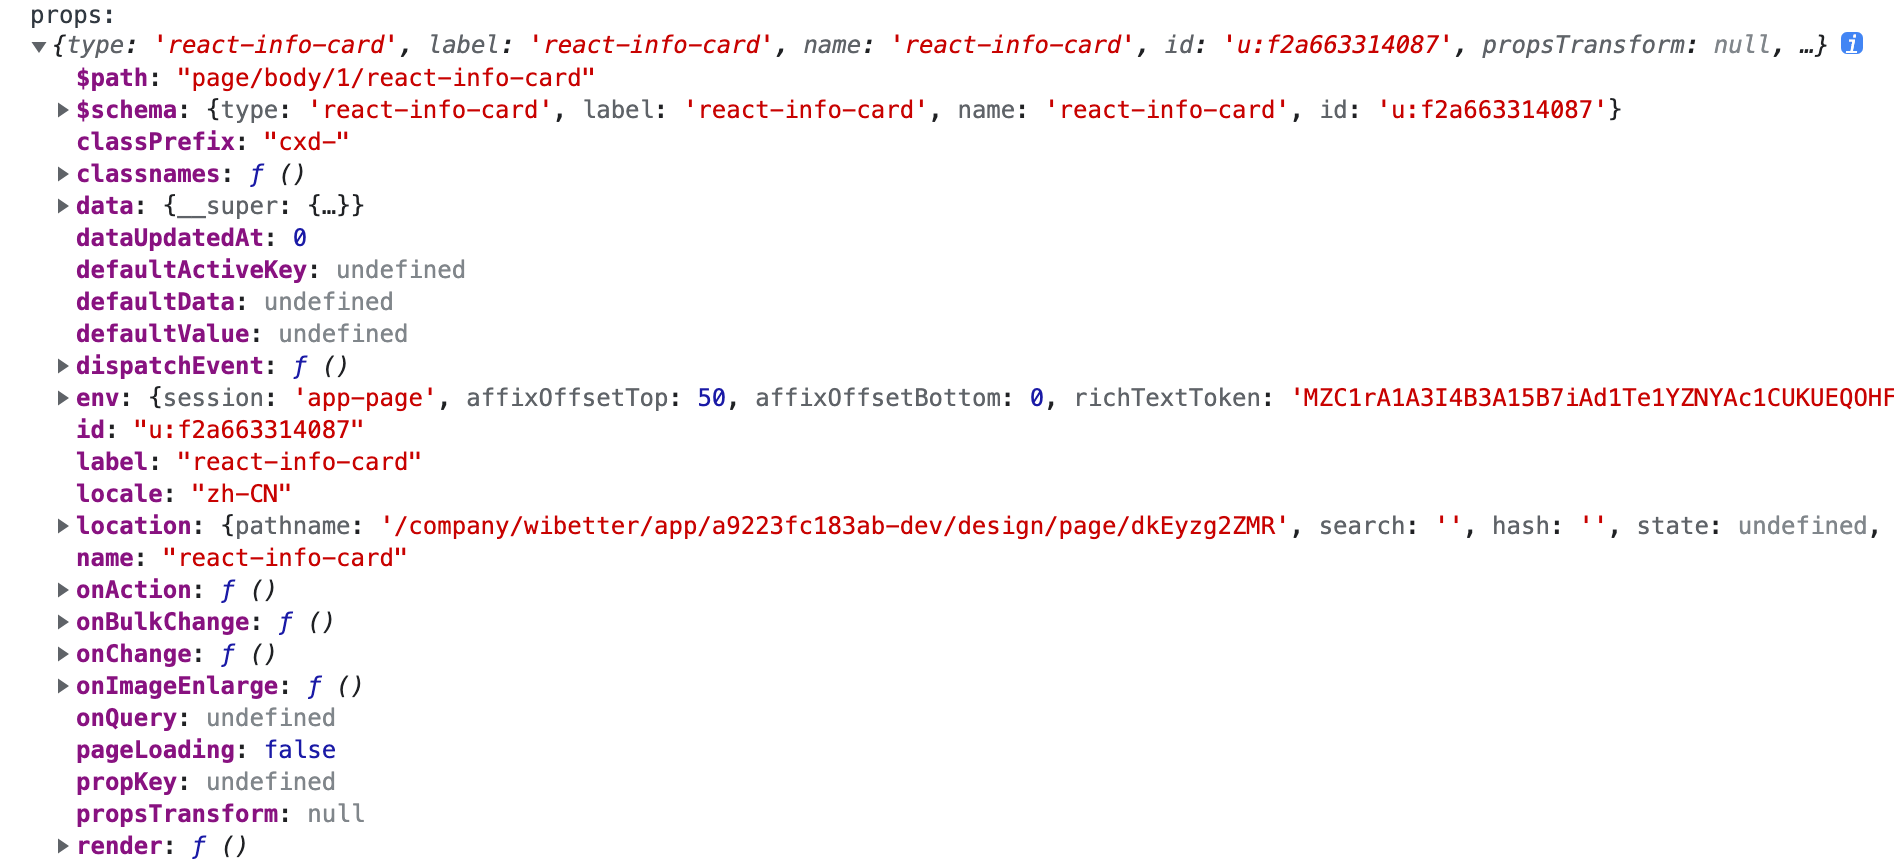 props:
▼{type: 'react-info-card', label: 'react-info-card', name: 'react-info-card', id: 'u:f2a663314087', propsTransform: null, …} i
$path: "page/body/1/react-info-card"
▶$schema: {type: 'react-info-card', label: 'react-info-card', name: 'react-info-card', id: 'u:f2a663314087'}
classPrefix: "cxd-"
▶classnames: ƒ ()
▶data: {__super: {…}}
dataUpdatedAt: 0
defaultActiveKey: undefined
defaultData: undefined
defaultValue: undefined
▶dispatchEvent: ƒ ()
▶env: {session: 'app-page', affixOffsetTop: 50, affixOffsetBottom: 0, richTextToken: 'MZC1rA1A3I4B3A15B7iAd1Te1YZNYAc1CUKUEQOHF
id: "u:f2a663314087"
label: "react-info-card"
locale: "zh-CN"
▶location: {pathname: '/company/wibetter/app/a9223fc183ab-dev/design/page/dkEyzg2ZMR', search: '', hash: '', state: undefined,
name: "react-info-card"
▶onAction: ƒ ()
▶onBulkChange: ƒ ()
▶onChange: ƒ ()
▶onImageEnlarge: ƒ ()
onQuery: undefined
pageLoading: false
propKey: undefined
propsTransform: null
▶render: ƒ ()